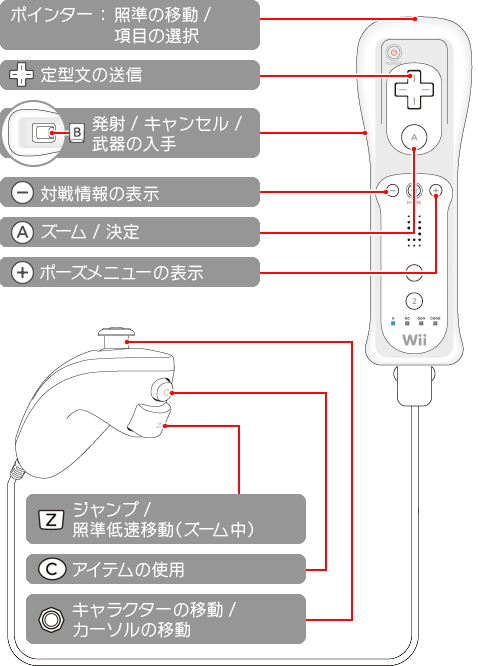 ポインター：照準の移動 /
項目の選択
定型文の送信
B 発射 / キャンセル /
武器の入手
対戦情報の表示
A ズーム / 決定
ポーズメニューの表示
POWER
A
HOME
2
Wii
C
Z
Z ジャンプ /
照準低速移動（ズーム中）
C アイテムの使用
キャラクターの移動 /
カーソルの移動